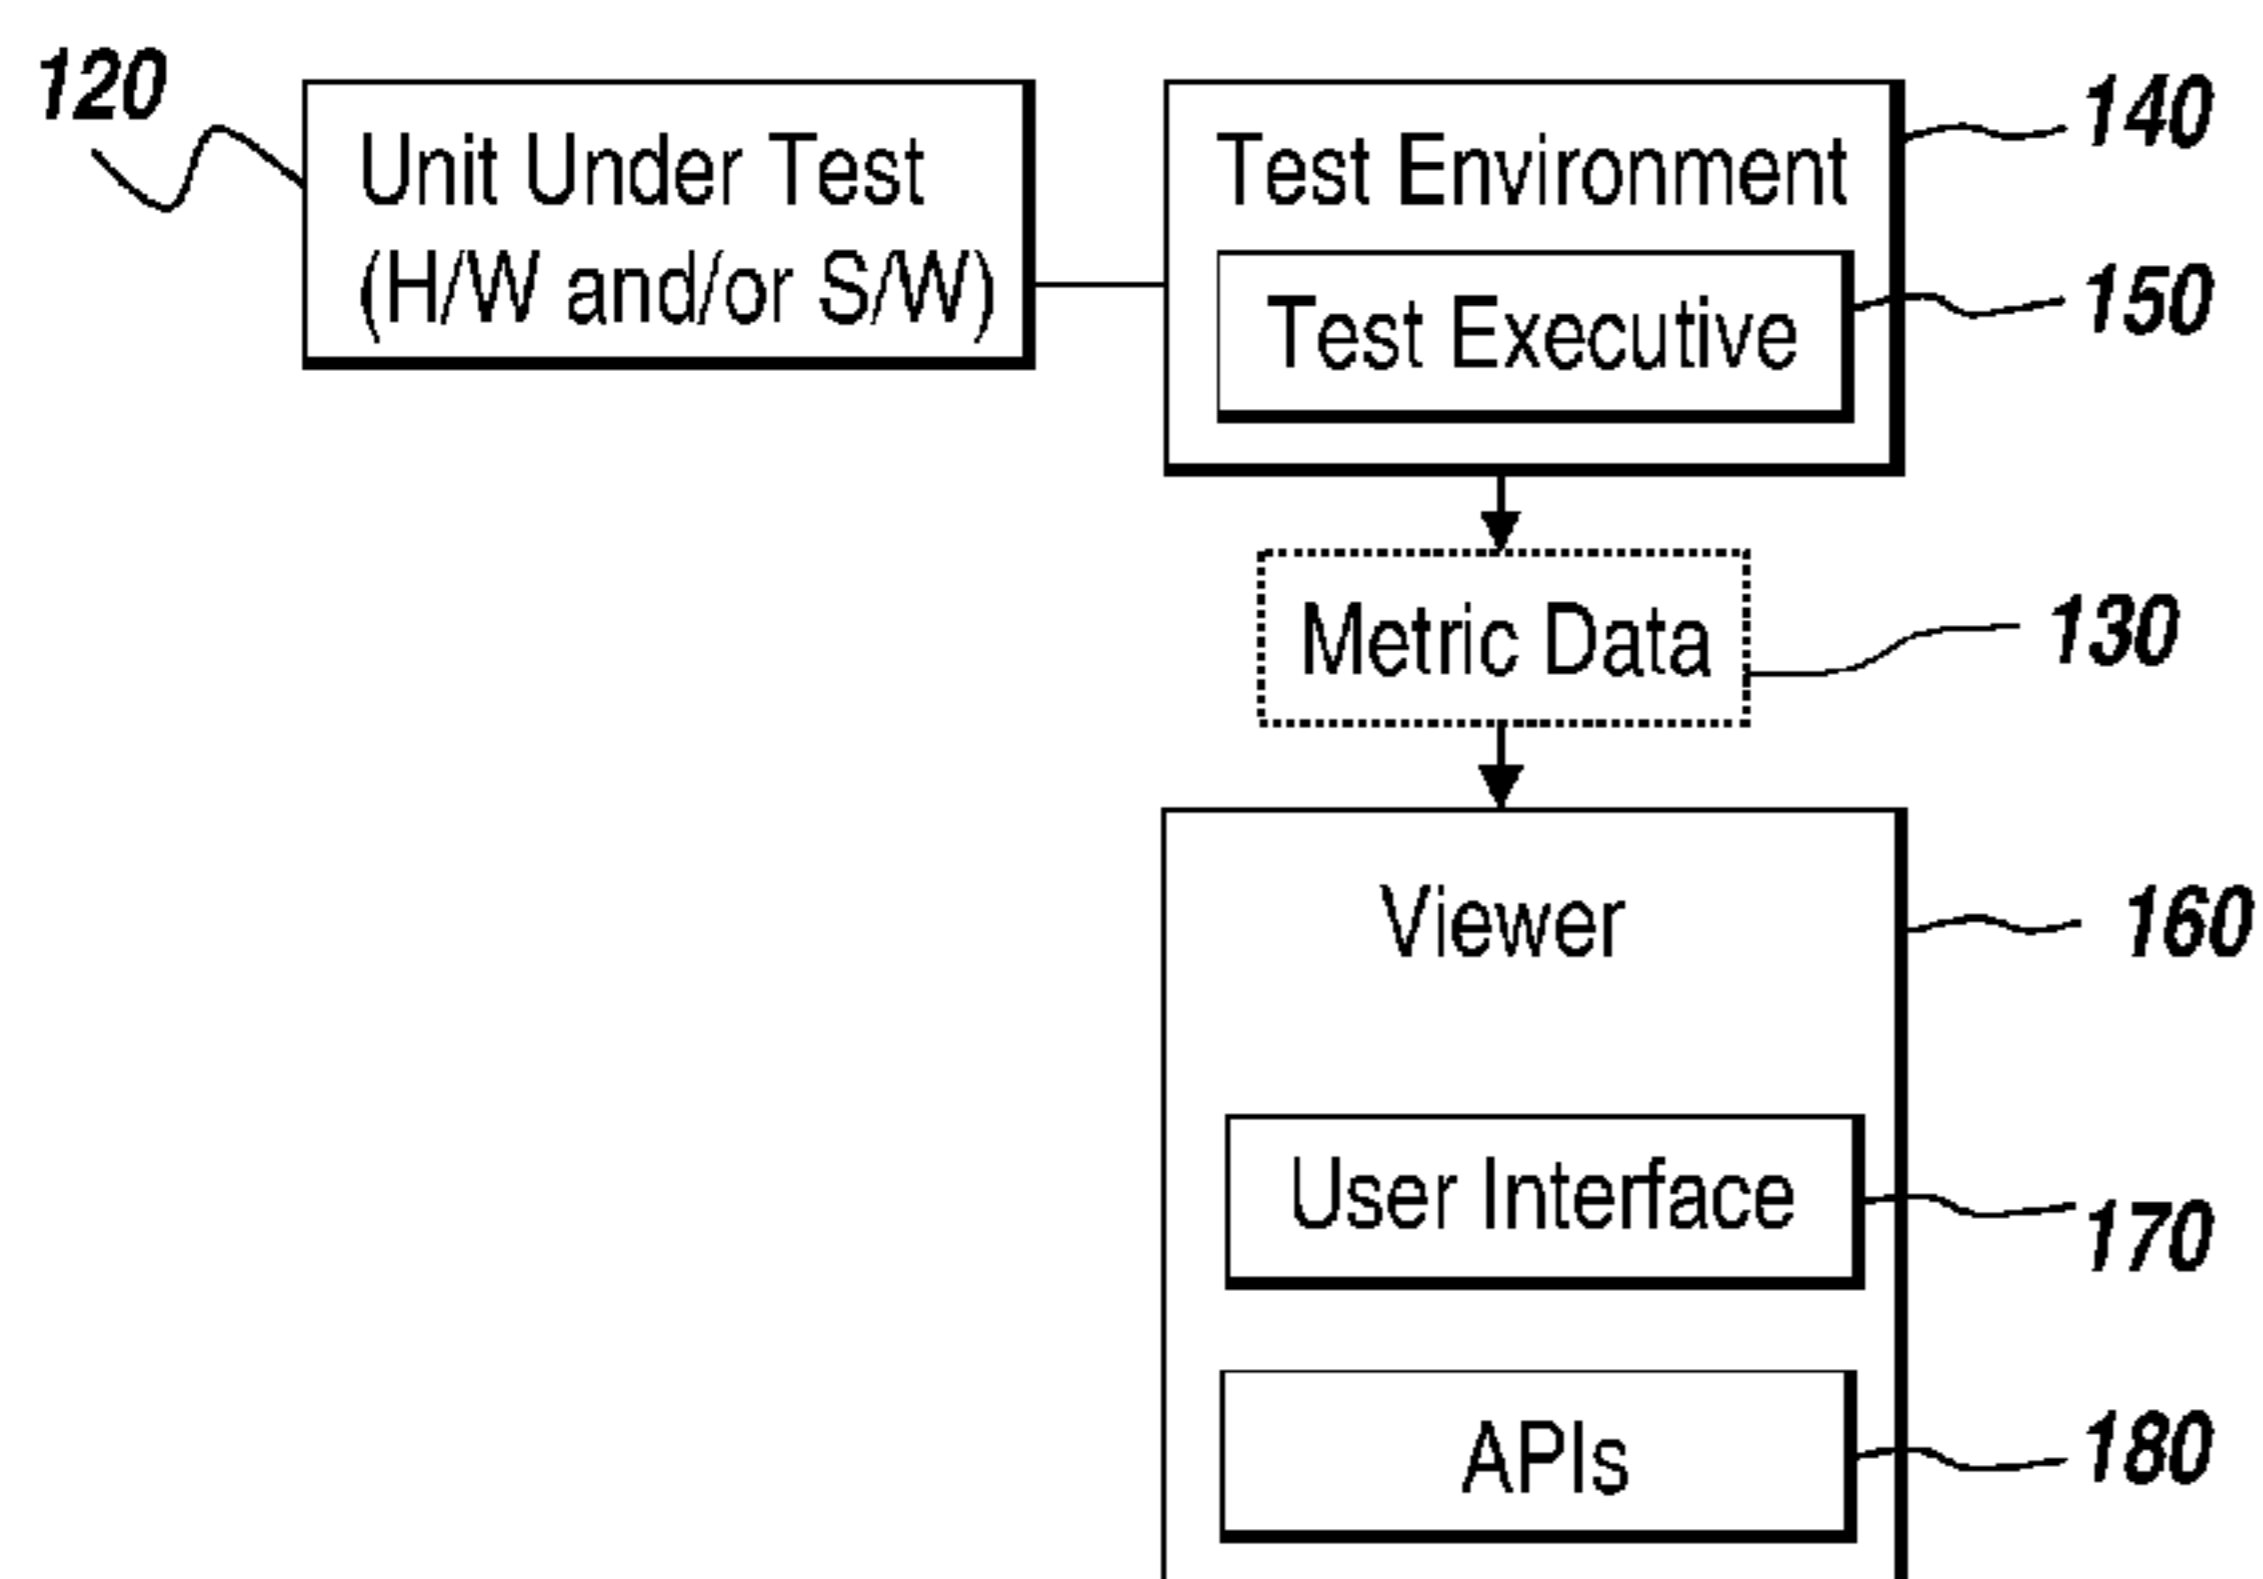 120
Unit Under Test
(H/W and/or S/W)
Test Environment
140
Test Executive
150
Metric Data
130
Viewer
160
User Interface
170
APIs
180